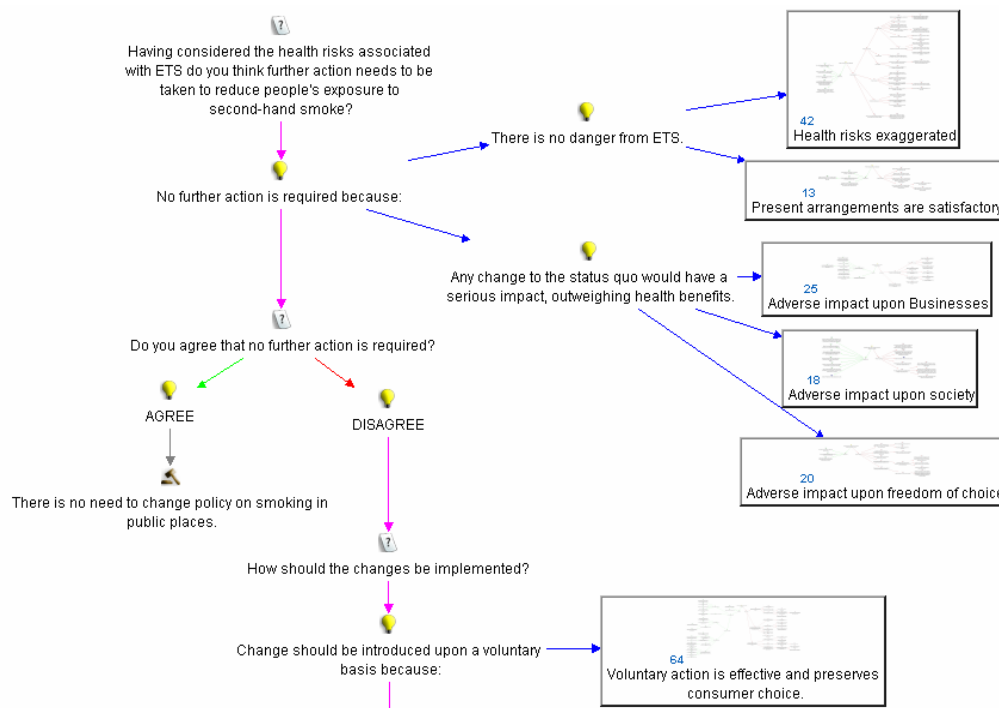 Having considered the health risks associated
with ETS do you think further action needs to be
taken to reduce people's exposure to
second-hand smoke?
There is no danger from ETS.
42
Health risks exaggerated
No further action is required because:
13
Present arrangements are satisfactory
Any change to the status quo would have a
serious impact, outweighing health benefits.
25
Adverse impact upon Businesses
Do you agree that no further action is required?
18
Adverse impact upon society
AGREE
DISAGREE
20
Adverse impact upon freedom of choice
There is no need to change policy on smoking in
public places.
How should the changes be implemented?
Change should be introduced upon a voluntary
basis because:
64
Voluntary action is effective and preserves
consumer choice.